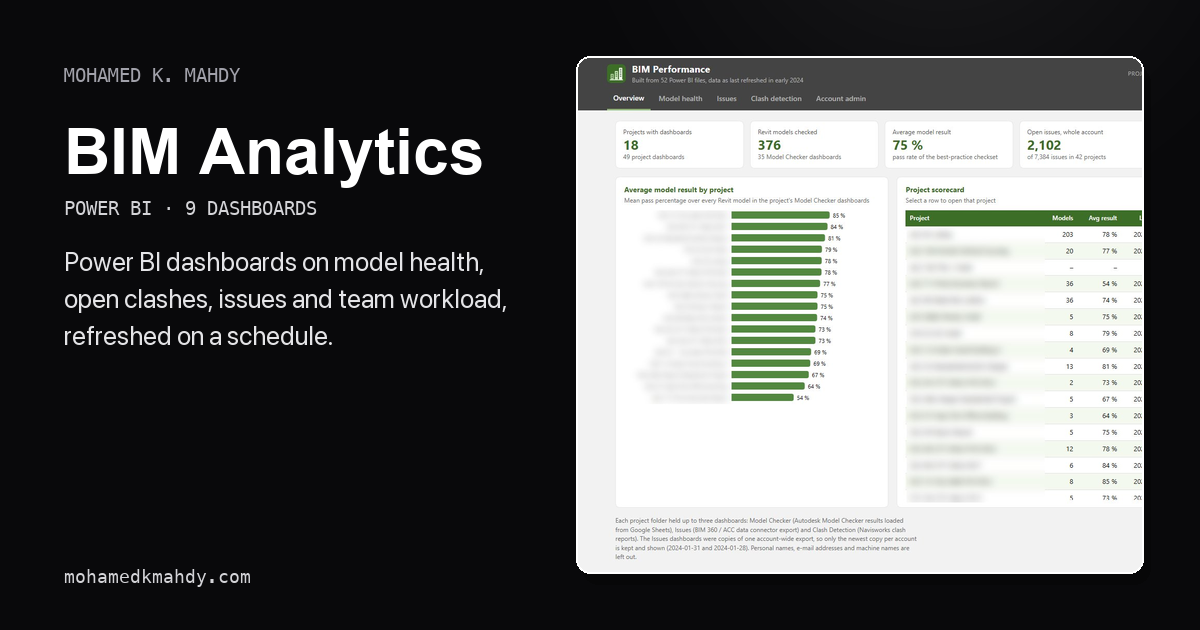 MOHAMED K. MAHDY
BIM Analytics
POWER BI · 9 DASHBOARDS
Power BI dashboards on model health,
open clashes, issues and team workload,
refreshed on a schedule.
mohamedkmahdy.com
BIM Performance
Built from 52 Power BI files, data as last refreshed in early 2024
Overview Model health Issues Clash detection Account admin
Projects with dashboards
18
49 project dashboards
Revit models checked
376
35 Model Checker dashboards
Average model result
75 %
pass rate of the best-practice checkset
Open issues, whole account
2,102
of 7,384 issues in 42 projects
Average model result by project
Mean pass percentage over every Revit model in the project's Model Checker dashboards
85 %
84 %
81 %
79 %
78 %
78 %
77 %
75 %
75 %
74 %
73 %
73 %
69 %
69 %
67 %
64 %
54 %
Project scorecard
Select a row to open that project
Project Models Avg result
203 78 %
20 77 %
– –
36 54 %
36 74 %
5 75 %
8 79 %
4 69 %
13 81 %
2 73 %
5 67 %
3 64 %
5 75 %
12 78 %
6 84 %
8 85 %
5 73 %
Each project folder held up to three dashboards: Model Checker (Autodesk Model Checker results loaded
from Google Sheets), Issues (BIM 360 / ACC data connector export) and Clash Detection (Navisworks clash
reports). The Issues dashboards were copies of one account-wide export, so only the newest copy per account
is kept and shown (2024-01-31 and 2024-01-28). Personal names, e-mail addresses and machine names are
left out.